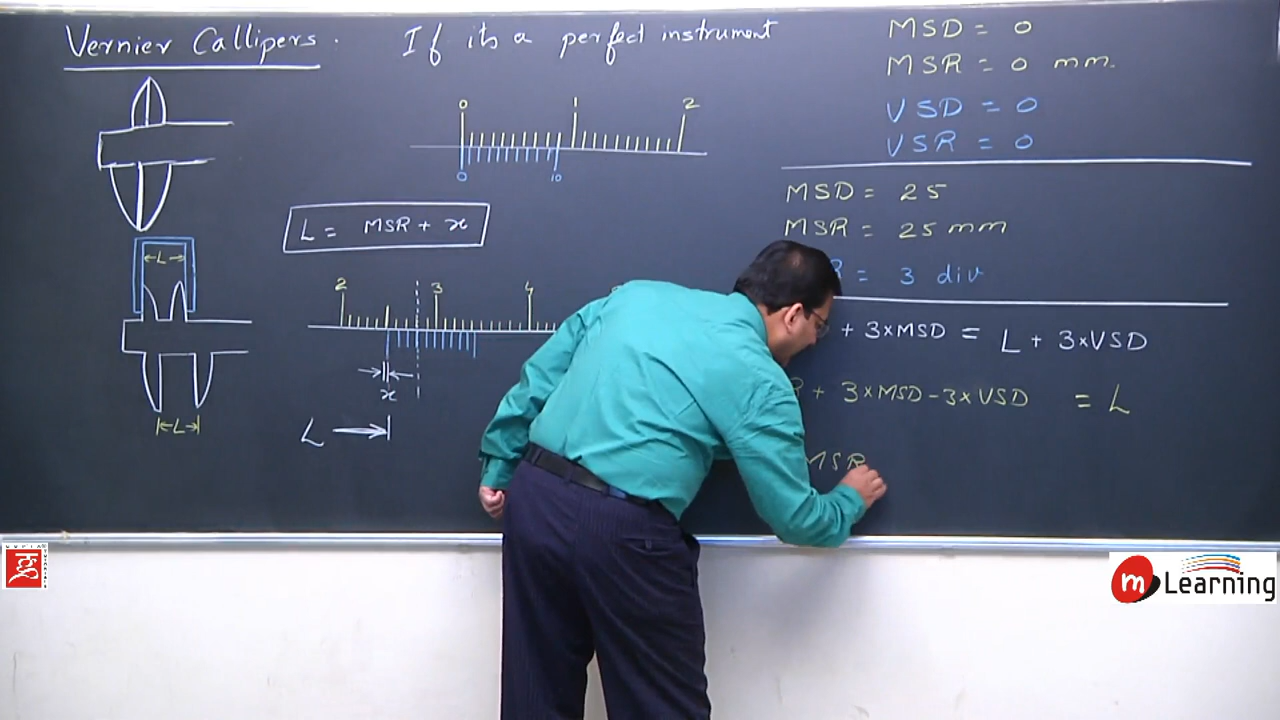 Vernier Callipers.
If its a perfect instrument
MSD = 0
MSR = 0 mm.
VSD = 0
VSR = 0
0 1 2
0 10
L = MSR + x
MSD = 25
MSR = 25 mm
= 3 div
L
2 3 4
x
L
L
+ 3×MSD = L + 3×VSD
+ 3×MSD - 3×VSD = L
MSR
m Learning